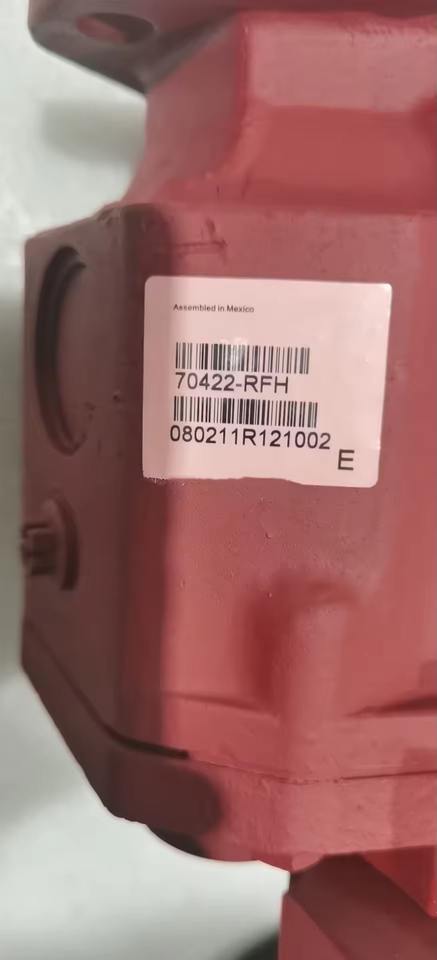 Assembled in Mexico
70422-RFH
080211R121002
E